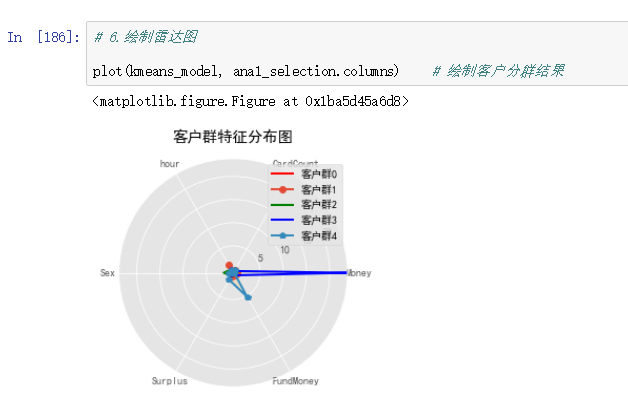 In [186]: # 6.绘制雷达图
plot(kmeans_model, ana1_selection.columns) # 绘制客户分群结果
<matplotlib.figure.Figure at 0x1ba5d45a6d8>
客户群特征分布图
hour
CardCount
客户群0
客户群1
客户群2
客户群3
客户群4
5
10
Sex
Money
Surplus
FundMoney